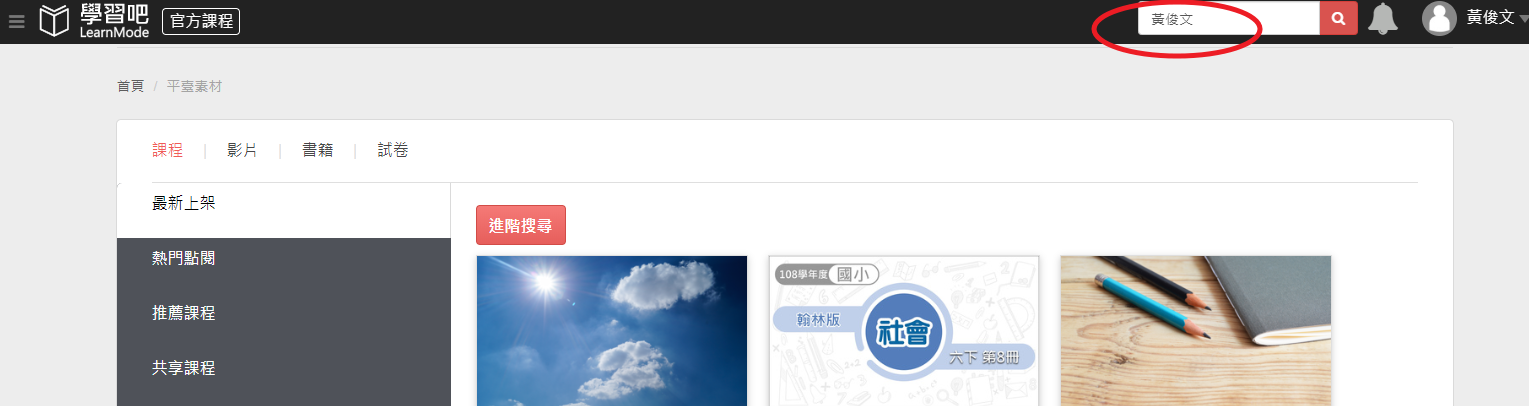 學習吧
LearnMode
官方課程
黃俊文
黃俊文
首頁 / 平臺素材
課程 | 影片 | 書籍 | 試卷
最新上架
熱門點閱
推薦課程
共享課程
進階搜尋
108學年度 國小
翰林版
社會
六下 第8冊